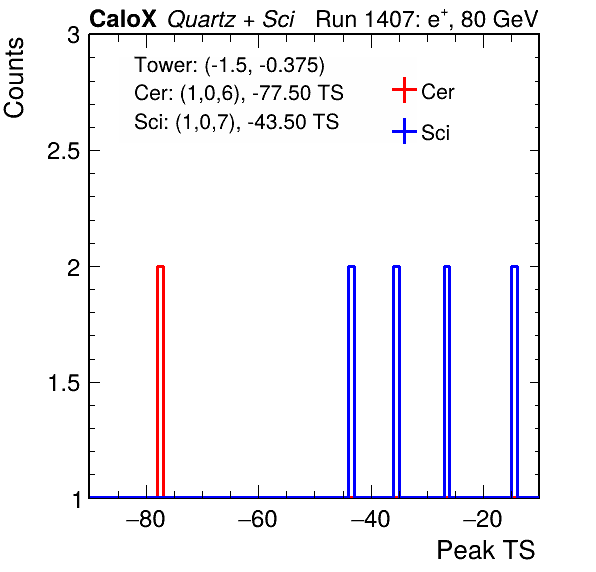 CaloX Quartz + Sci Run 1407: e+, 80 GeV
Counts
Tower: (-1.5, -0.375)
Cer: (1,0,6), -77.50 TS
Sci: (1,0,7), -43.50 TS
Cer
Sci
3
2.5
2
1.5
1
−80 −60 −40 −20
Peak TS